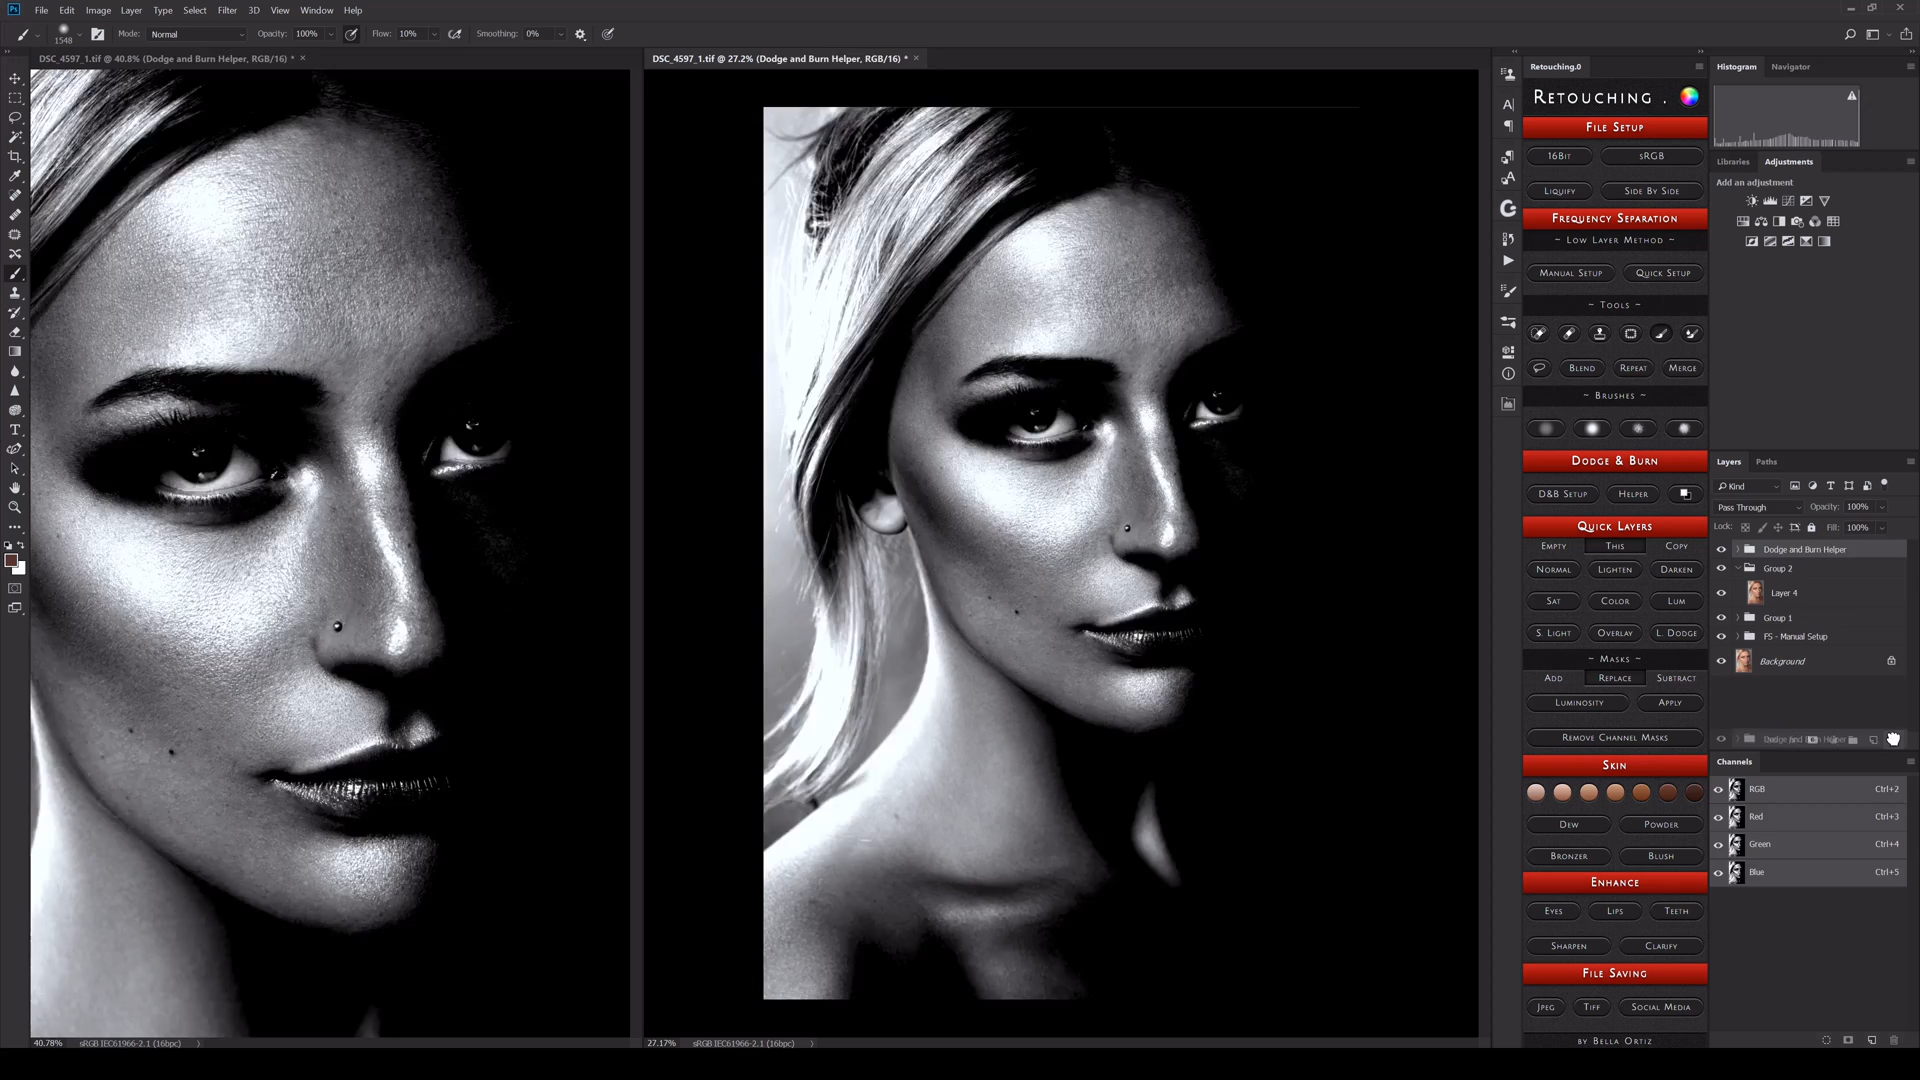 Ps File Edit Image Layer Type Select Filter 3D View Window Help
1548 Mode: Normal Opacity: 100% Flow: 10% Smoothing: 0%
DSC_4597_1.tif @ 40.8% (Dodge and Burn Helper, RGB/16) * ×
DSC_4597_1.tif @ 27.2% (Dodge and Burn Helper, RGB/16) * ×
40.78% sRGB IEC61966-2.1 (16bpc)
27.17% sRGB IEC61966-2.1 (16bpc)
Retouching.0
Retouching .
File Setup
16Bit sRGB
Liquify Side By Side
Frequency Separation
~ Low Layer Method ~
Manual Setup Quick Setup
~ Tools ~
Blend Repeat Merge
~ Brushes ~
Dodge & Burn
D&B Setup Helper
Quick Layers
Empty This Copy
Normal Lighten Darken
Sat Color Lum
S. Light Overlay L. Dodge
~ Masks ~
Add Replace Subtract
Luminosity Apply
Remove Channel Masks
Skin
Dew Powder
Bronzer Blush
Enhance
Eyes Lips Teeth
Sharpen Clarify
File Saving
Jpeg Tiff Social Media
by Bella Ortiz
Histogram Navigator
Libraries Adjustments
Add an adjustment
Layers Paths
Kind
Pass Through Opacity: 100%
Lock: Fill: 100%
Dodge and Burn Helper
Group 2
Layer 4
Group 1
FS - Manual Setup
Background
Dodge and Burn Helper
Channels
RGB Ctrl+2
Red Ctrl+3
Green Ctrl+4
Blue Ctrl+5